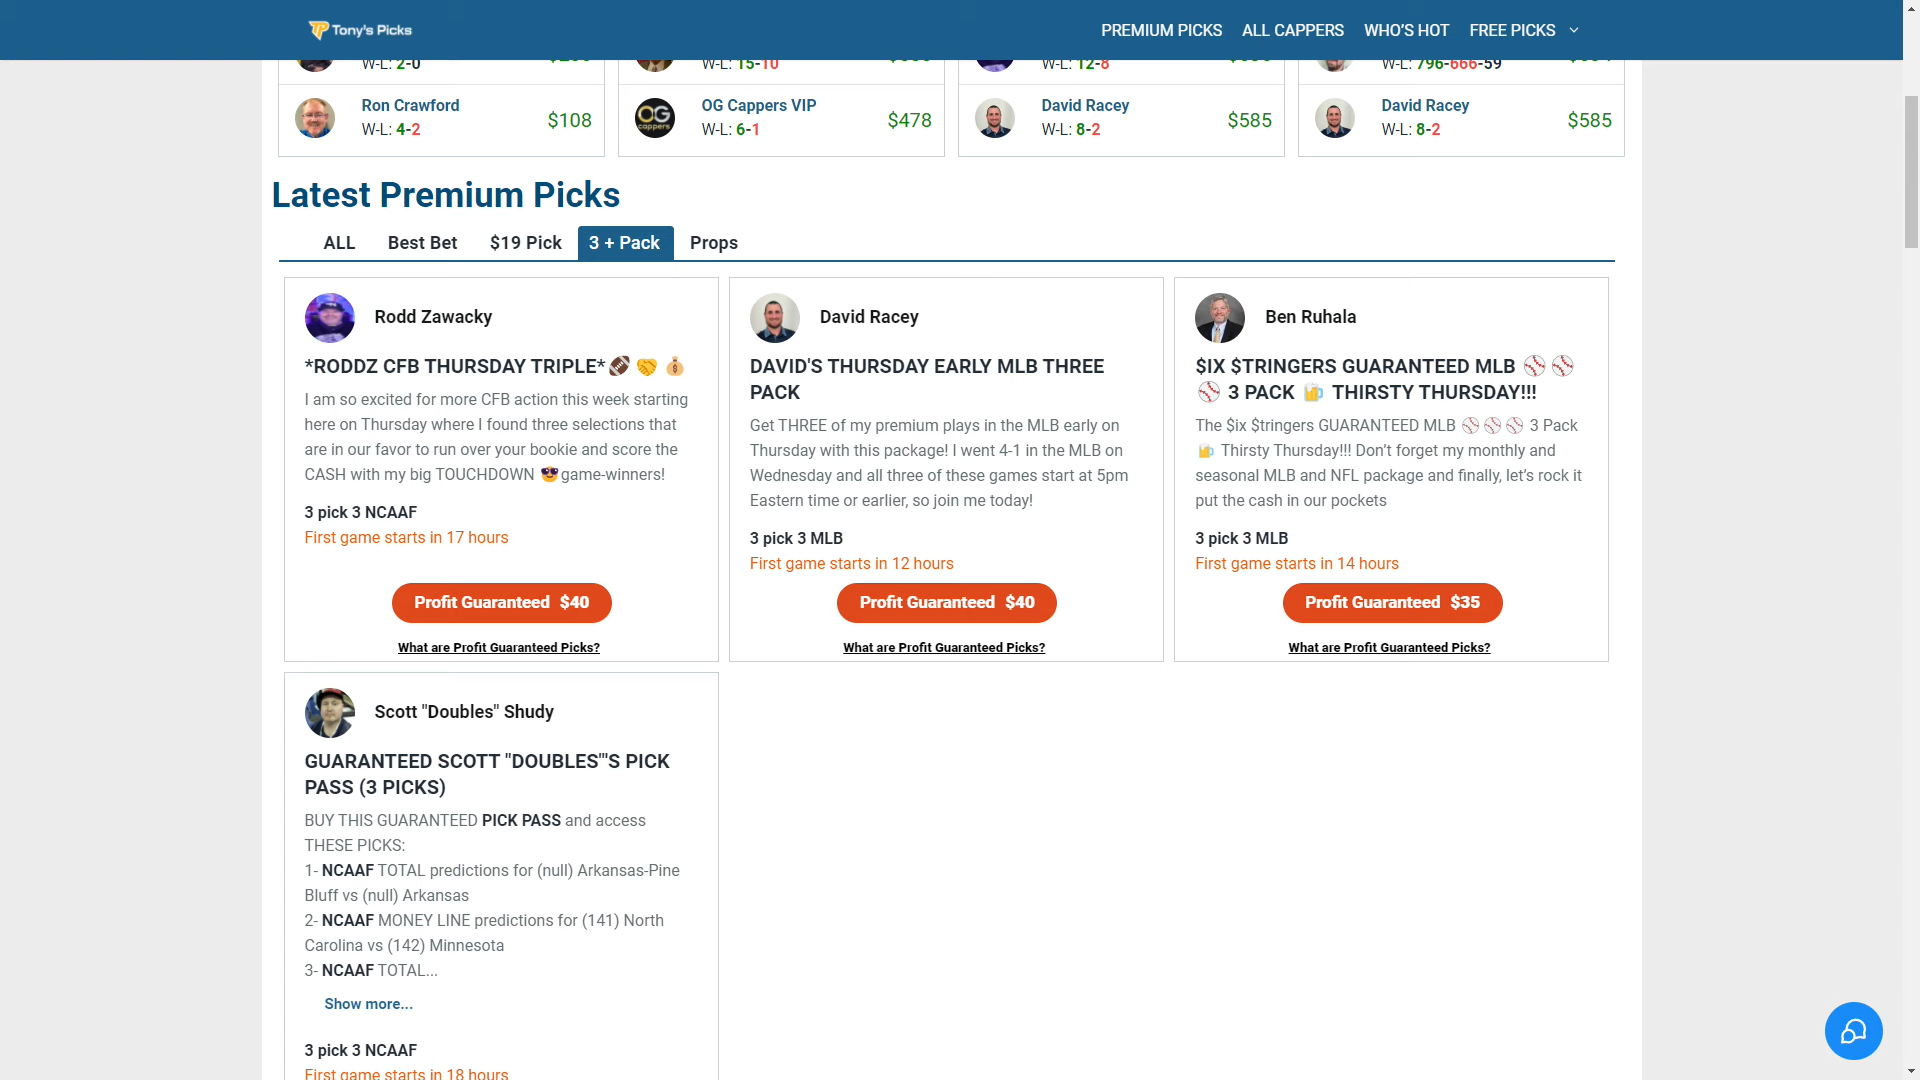 Tony's Picks
PREMIUM PICKS
ALL CAPPERS
WHO'S HOT
FREE PICKS
W-L: 2-0
W-L: 15-10
W-L: 12-8
W-L: 796-666-59
Ron Crawford
W-L: 4-2
$108
OG Cappers VIP
W-L: 6-1
$478
David Racey
W-L: 8-2
$585
David Racey
W-L: 8-2
$585
Latest Premium Picks
ALL
Best Bet
$19 Pick
3 + Pack
Props
Rodd Zawacky
*RODDZ CFB THURSDAY TRIPLE*🏈 🤝 💰
I am so excited for more CFB action this week starting
here on Thursday where I found three selections that
are in our favor to run over your bookie and score the
CASH with my big TOUCHDOWN 😎game-winners!
3 pick 3 NCAAF
First game starts in 17 hours
Profit Guaranteed $40
What are Profit Guaranteed Picks?
David Racey
DAVID'S THURSDAY EARLY MLB THREE
PACK
Get THREE of my premium plays in the MLB early on
Thursday with this package! I went 4-1 in the MLB on
Wednesday and all three of these games start at 5pm
Eastern time or earlier, so join me today!
3 pick 3 MLB
First game starts in 12 hours
Profit Guaranteed $40
What are Profit Guaranteed Picks?
Ben Ruhala
$IX $TRINGERS GUARANTEED MLB ⚾ ⚾
⚾ 3 PACK 🍺 THIRSTY THURSDAY!!!
The $ix $tringers GUARANTEED MLB ⚾ ⚾ ⚾ 3 Pack
🍺 Thirsty Thursday!!! Don’t forget my monthly and
seasonal MLB and NFL package and finally, let’s rock it
put the cash in our pockets
3 pick 3 MLB
First game starts in 14 hours
Profit Guaranteed $35
What are Profit Guaranteed Picks?
Scott "Doubles" Shudy
GUARANTEED SCOTT "DOUBLES"'S PICK
PASS (3 PICKS)
BUY THIS GUARANTEED PICK PASS and access
THESE PICKS:
1- NCAAF TOTAL predictions for (null) Arkansas-Pine
Bluff vs (null) Arkansas
2- NCAAF MONEY LINE predictions for (141) North
Carolina vs (142) Minnesota
3- NCAAF TOTAL...
Show more...
3 pick 3 NCAAF
First game starts in 18 hours